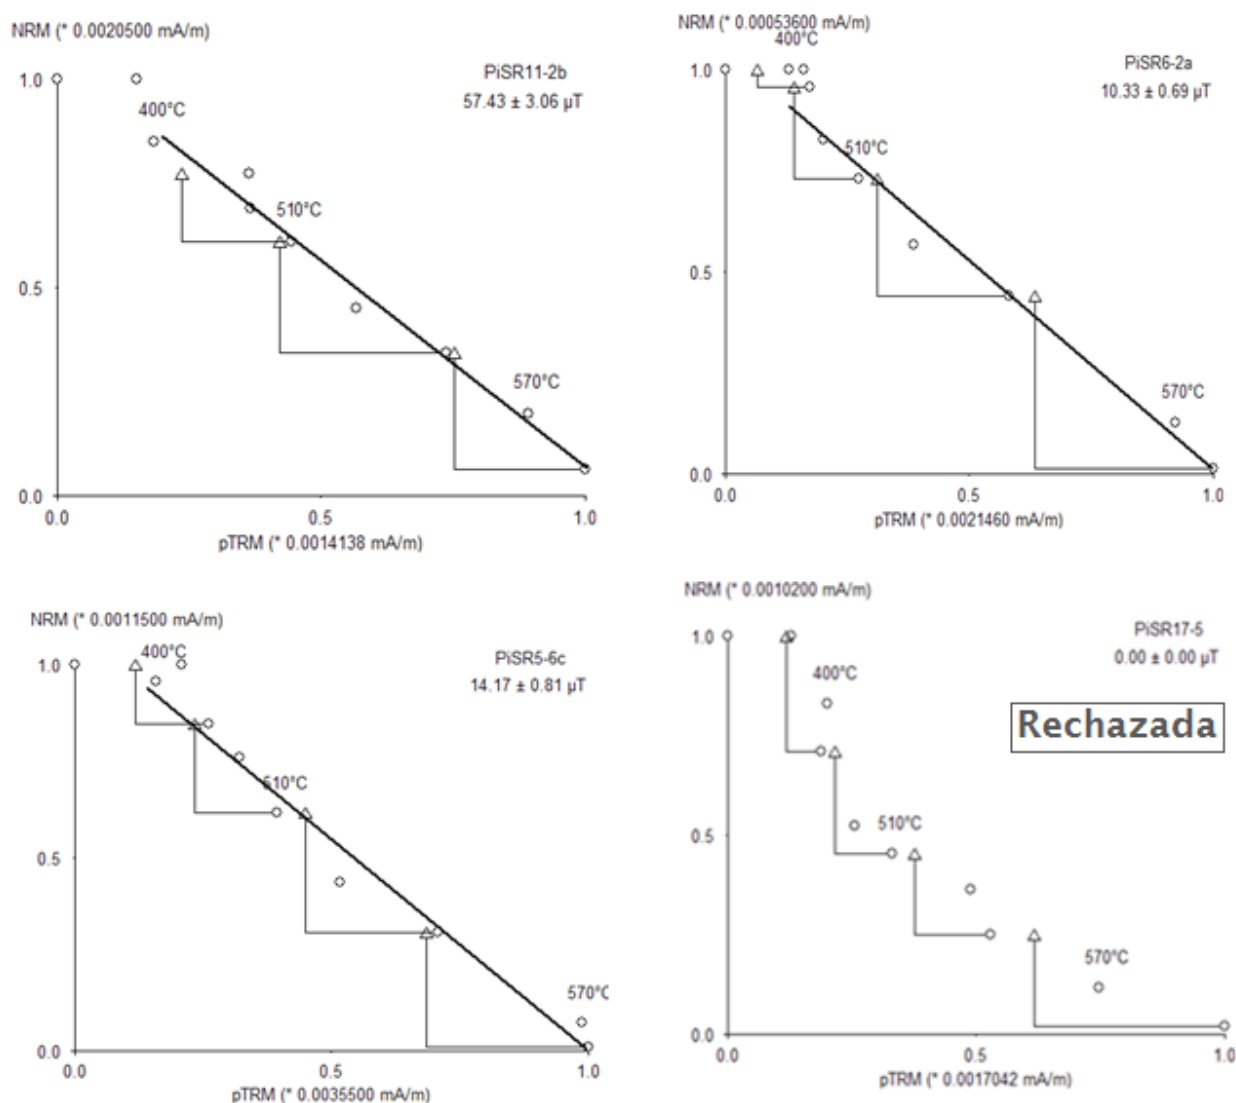 NRM (* 0.0020500 mA/m)
PiSR11-2b
57.43 ± 3.06 µT
1.0
400°C
510°C
0.5
570°C
0.0
0.0
0.5
1.0
pTRM (* 0.0014138 mA/m)
NRM (* 0.00053600 mA/m)
400°C
PiSR6-2a
10.33 ± 0.69 µT
1.0
510°C
0.5
570°C
0.0
0.0
0.5
1.0
pTRM (* 0.0021460 mA/m)
NRM (* 0.0011500 mA/m)
PiSR5-6c
14.17 ± 0.81 µT
1.0
400°C
510°C
0.5
570°C
0.0
0.0
0.5
1.0
pTRM (* 0.0035500 mA/m)
NRM (* 0.0010200 mA/m)
PiSR17-5
0.00 ± 0.00 µT
Rechazada
1.0
400°C
510°C
0.5
570°C
0.0
0.0
0.5
1.0
pTRM (* 0.0017042 mA/m)